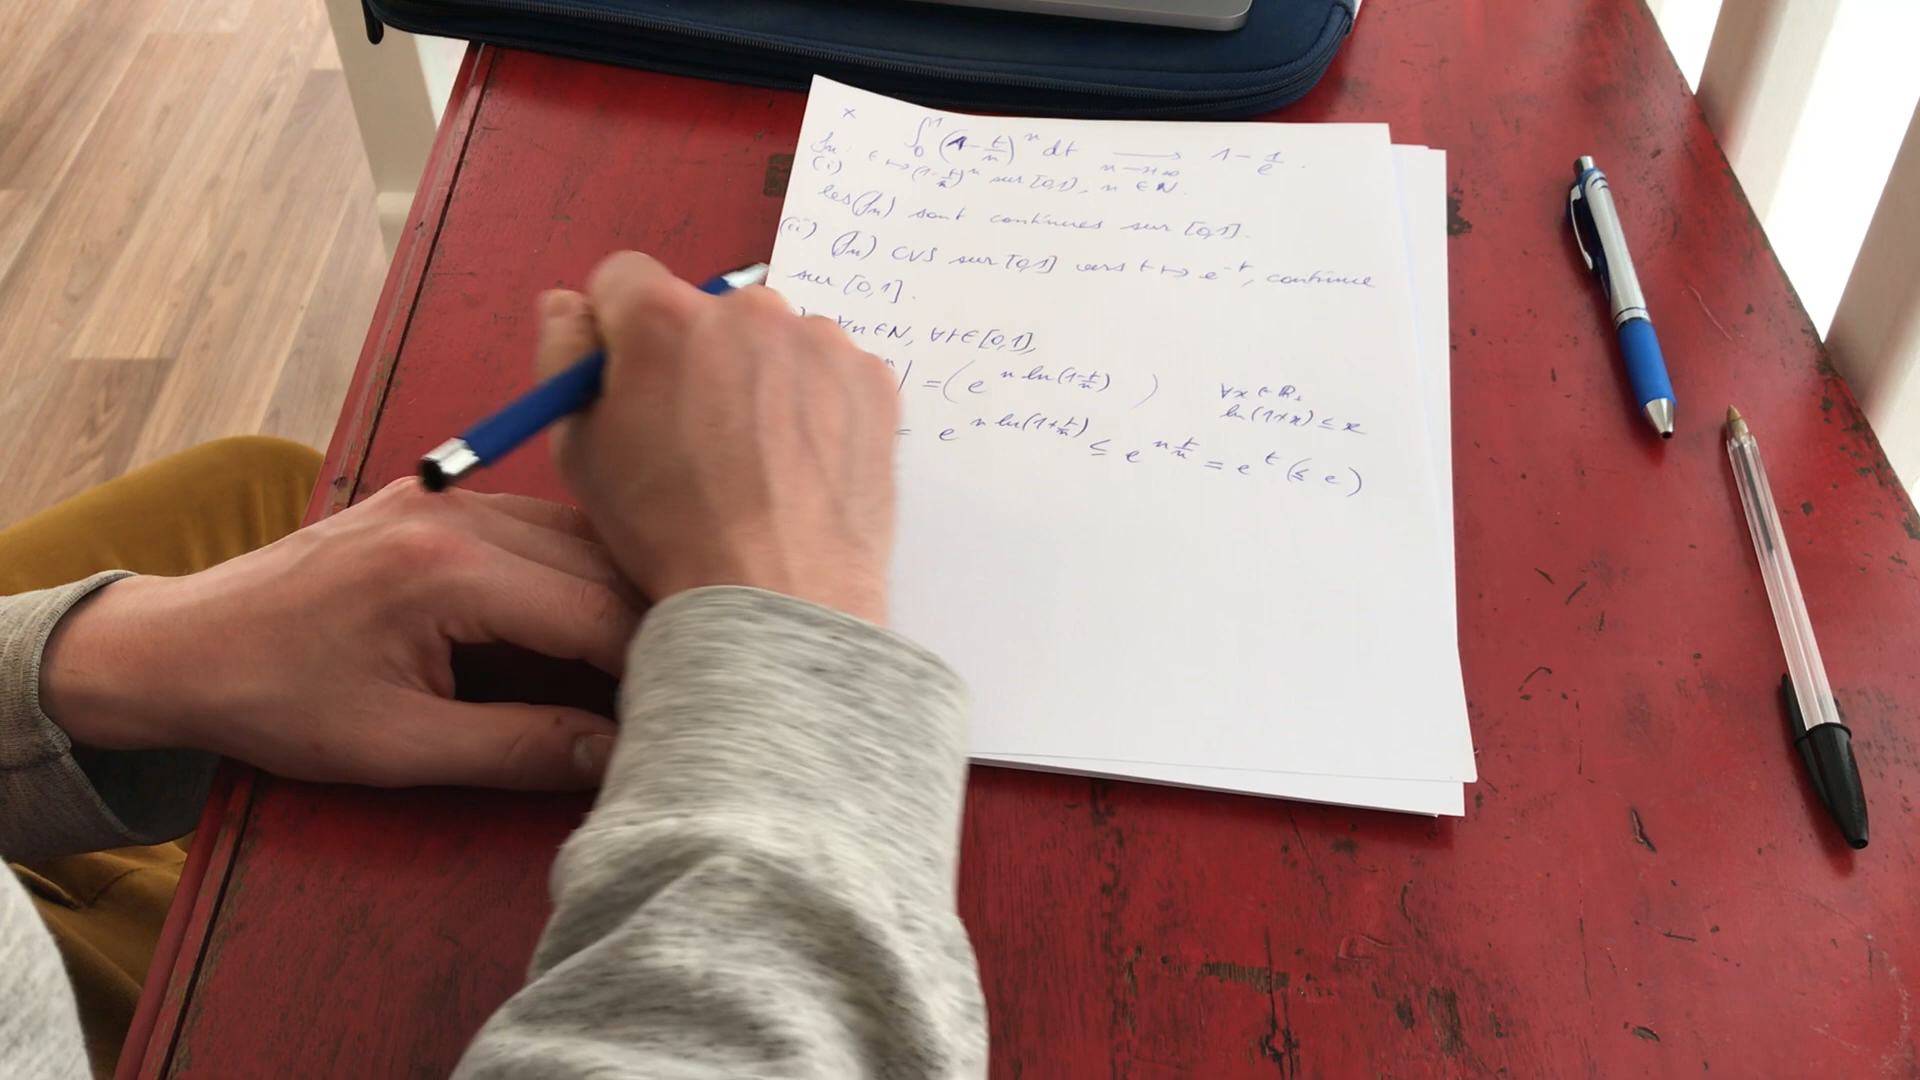 ×
∫₀¹ (1-t/n)ⁿ dt ⟶ n→+∞ 1 - 1/e.
fn: t ↦ (1-t/n)ⁿ sur [0,1], n ∈ N.
(i) les (fn) sont continues sur [0,1].
(ii) (fn) CVS sur [0,1] vers t ↦ e⁻ᵗ, continue
sur [0,1].
) ∀n ∈ N, ∀t ∈ [0,1],
n| = (e^(n ln(1-t/n)) ) ∀x ∈ R₊
ln(1+x) ≤ x
= e^(n ln(1+t/n)) ≤ e^(n t/n) = eᵗ (≤ e)